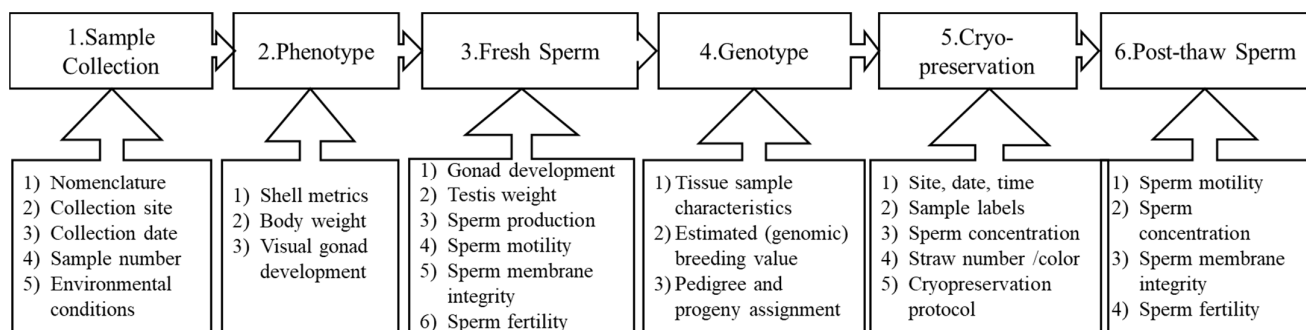 1.Sample
Collection
2.Phenotype
3.Fresh Sperm
4.Genotype
5.Cryo-
preservation
6.Post-thaw Sperm
1) Nomenclature
2) Collection site
3) Collection date
4) Sample number
5) Environmental
conditions
1) Shell metrics
2) Body weight
3) Visual gonad
development
1) Gonad development
2) Testis weight
3) Sperm production
4) Sperm motility
5) Sperm membrane
integrity
6) Sperm fertility
1) Tissue sample
characteristics
2) Estimated (genomic)
breeding value
3) Pedigree and
progeny assignment
1) Site, date, time
2) Sample labels
3) Sperm concentration
4) Straw number /color
5) Cryopreservation
protocol
1) Sperm motility
2) Sperm
concentration
3) Sperm membrane
integrity
4) Sperm fertility